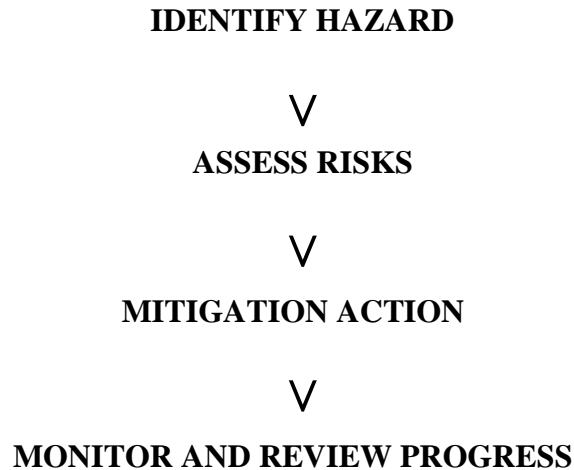 IDENTIFY HAZARD
V
ASSESS RISKS
V
MITIGATION ACTION
V
MONITOR AND REVIEW PROGRESS